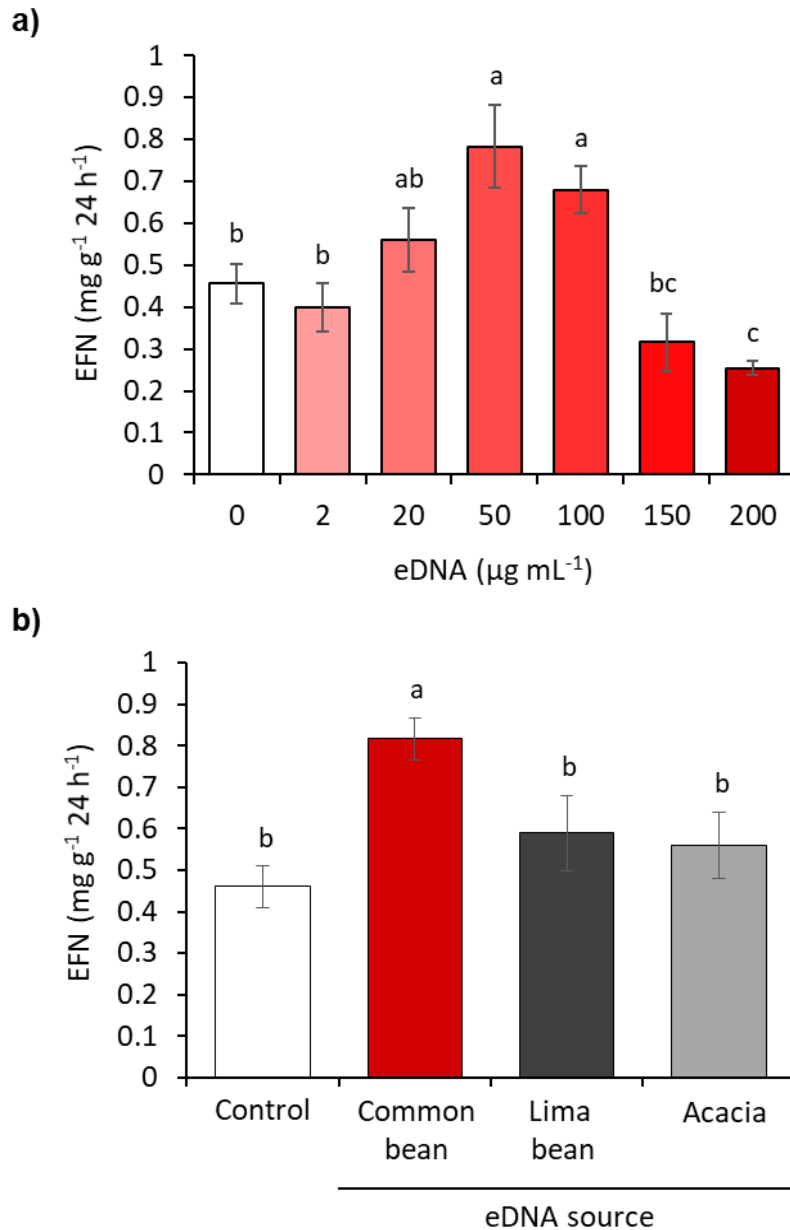 a)
EFN (mg g⁻¹ 24 h⁻¹)
1
0.9
0.8
0.7
0.6
0.5
0.4
0.3
0.2
0.1
0
b
b
ab
a
a
bc
c
0 2 20 50 100 150 200
eDNA (µg mL⁻¹)
b)
EFN (mg g⁻¹ 24 h⁻¹)
1
0.9
0.8
0.7
0.6
0.5
0.4
0.3
0.2
0.1
0
b
a
b
b
Control
Common
bean
Lima
bean
Acacia
eDNA source